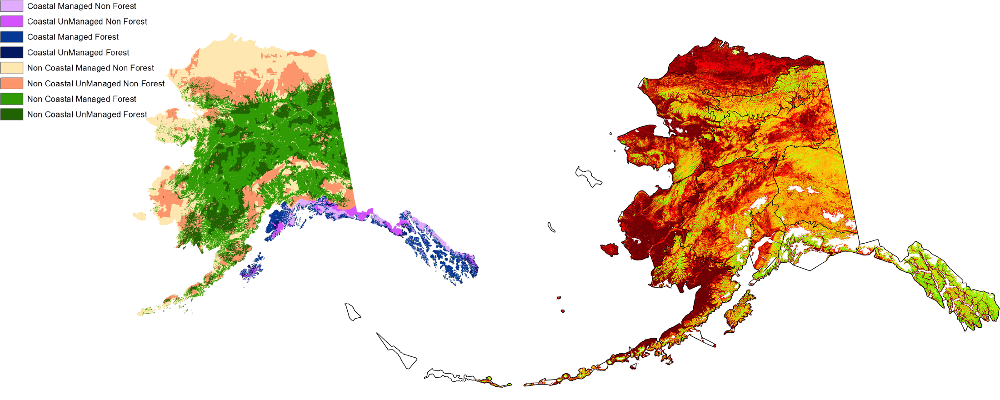 Coastal Managed Non Forest
Coastal UnManaged Non Forest
Coastal Managed Forest
Coastal UnManaged Forest
Non Coastal Managed Non Forest
Non Coastal UnManaged Non Forest
Non Coastal Managed Forest
Non Coastal UnManaged Forest